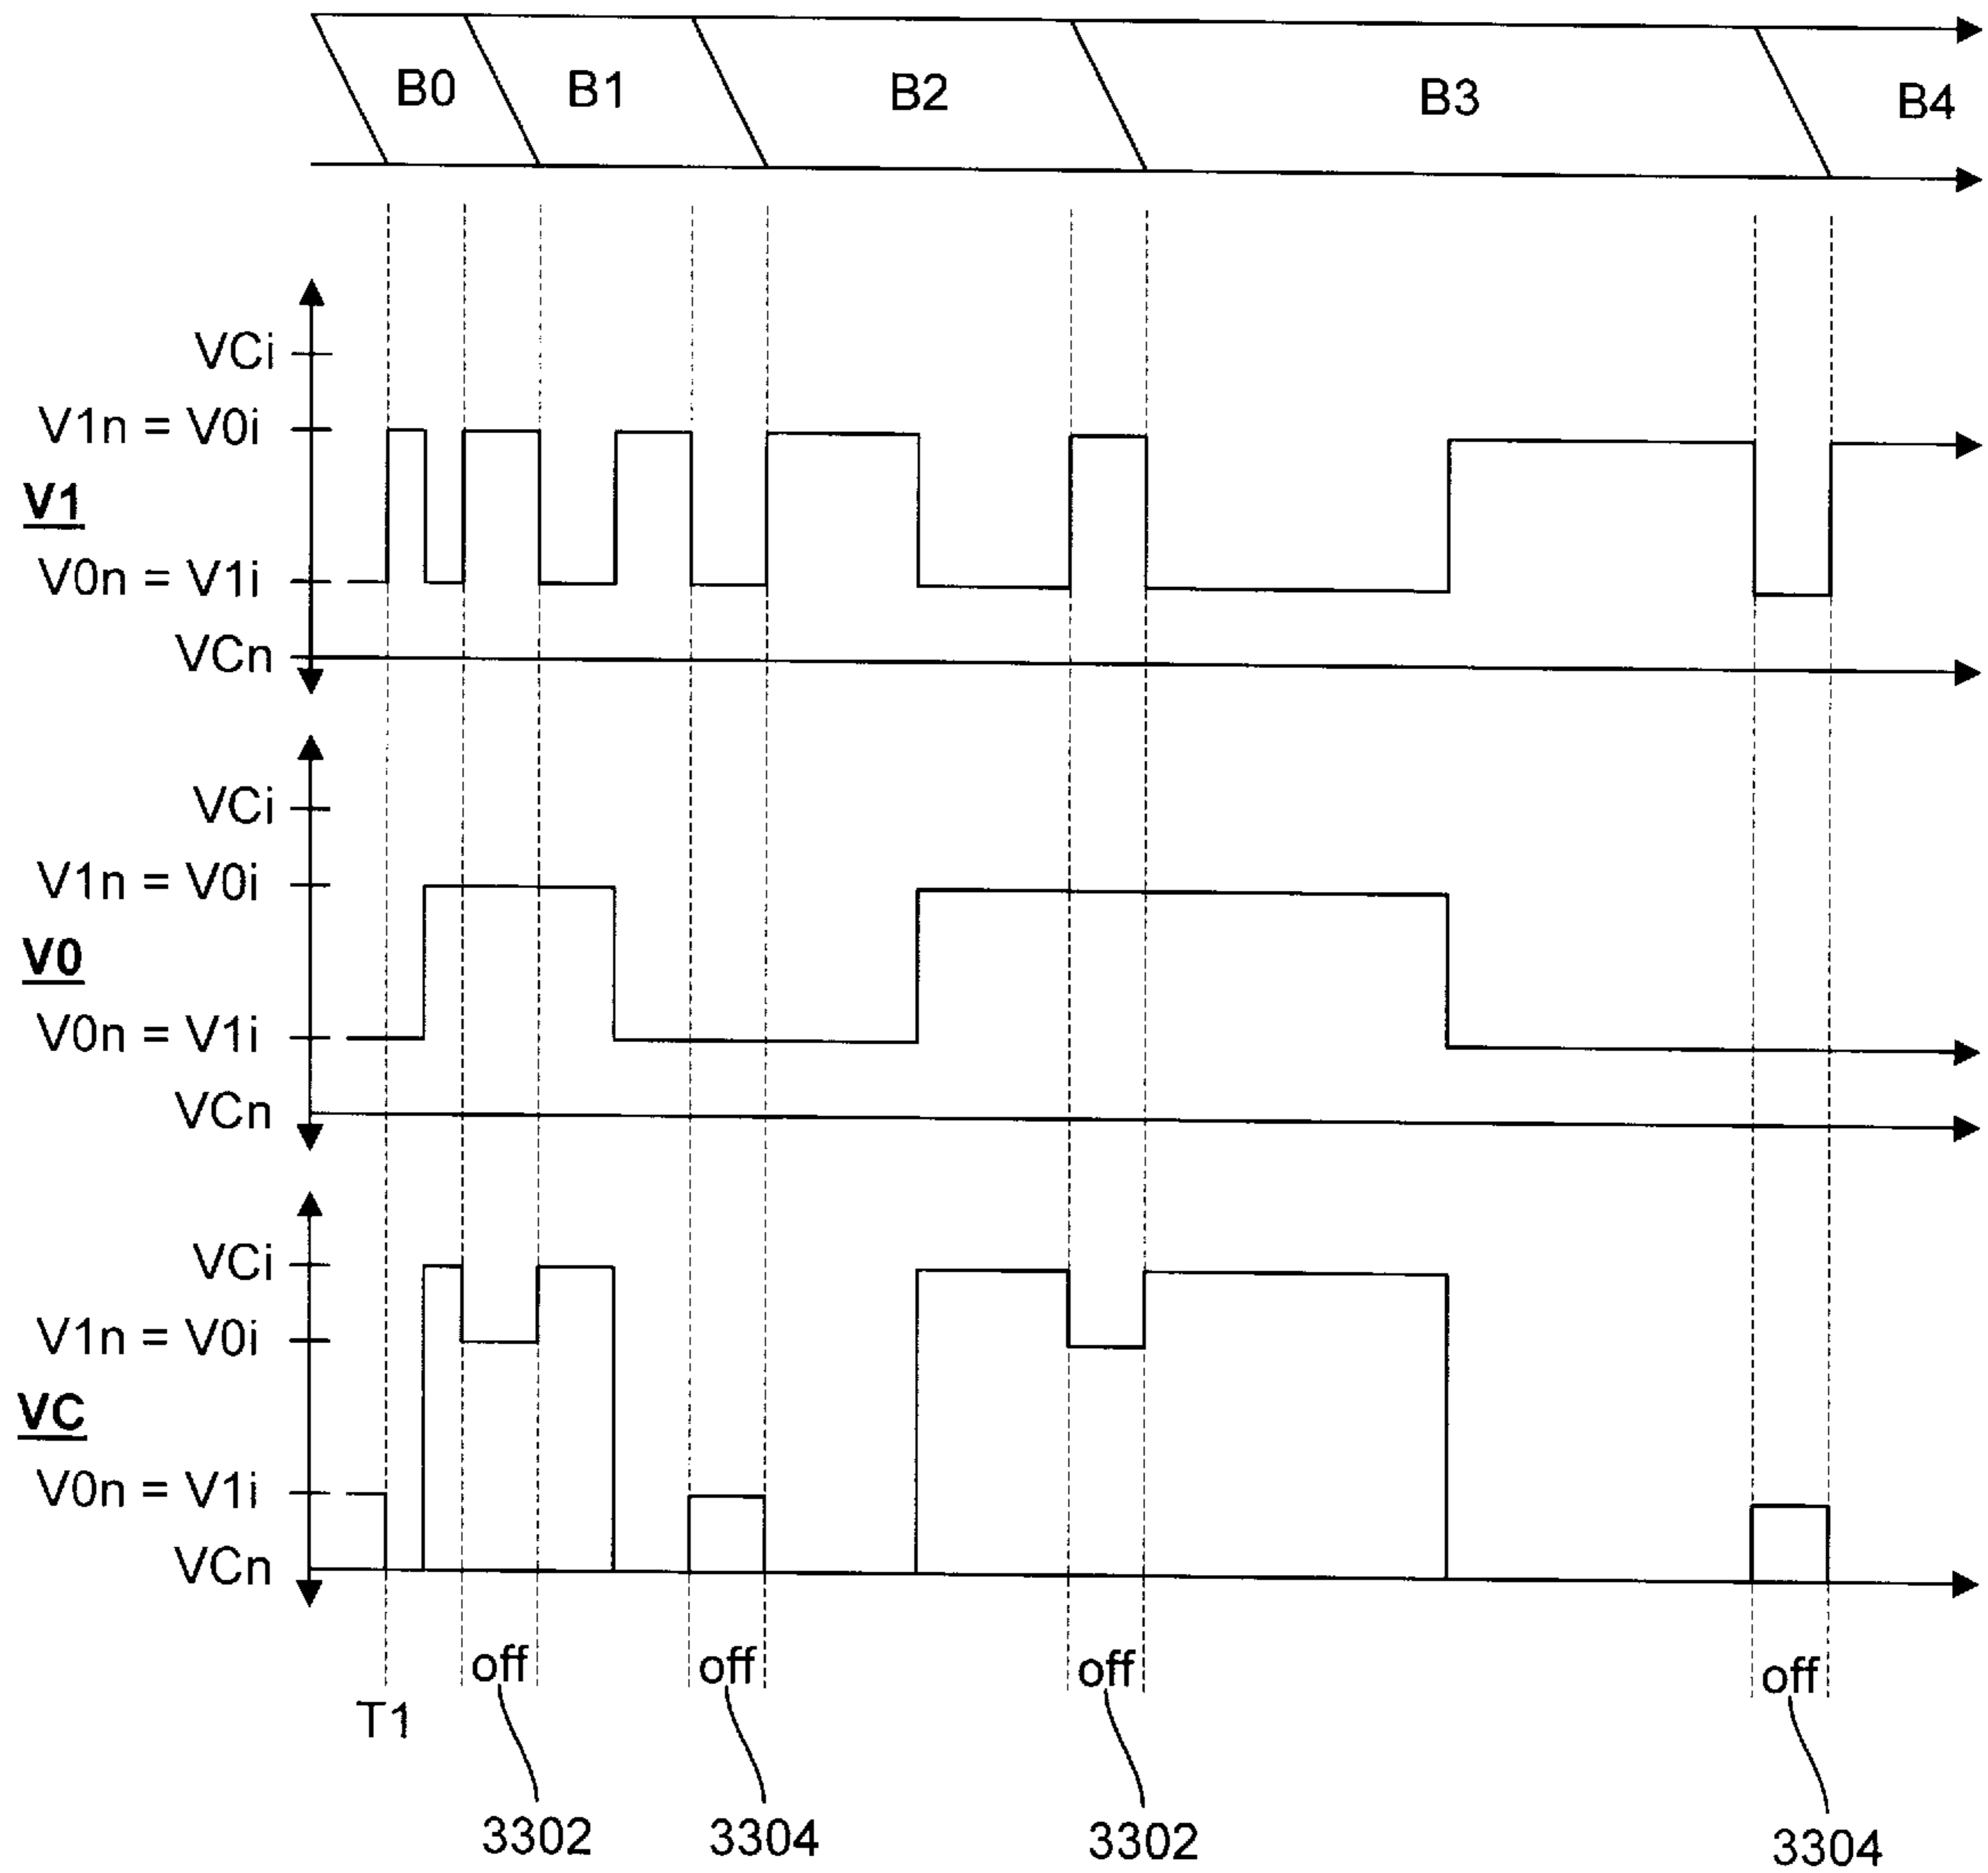 B0 B1 B2 B3 B4
VCi
V1n = V0i
V1
V0n = V1i
VCn
VCi
V1n = V0i
V0
V0n = V1i
VCn
VCi
V1n = V0i
VC
V0n = V1i
VCn
off off off off
T1
3302 3304 3302 3304